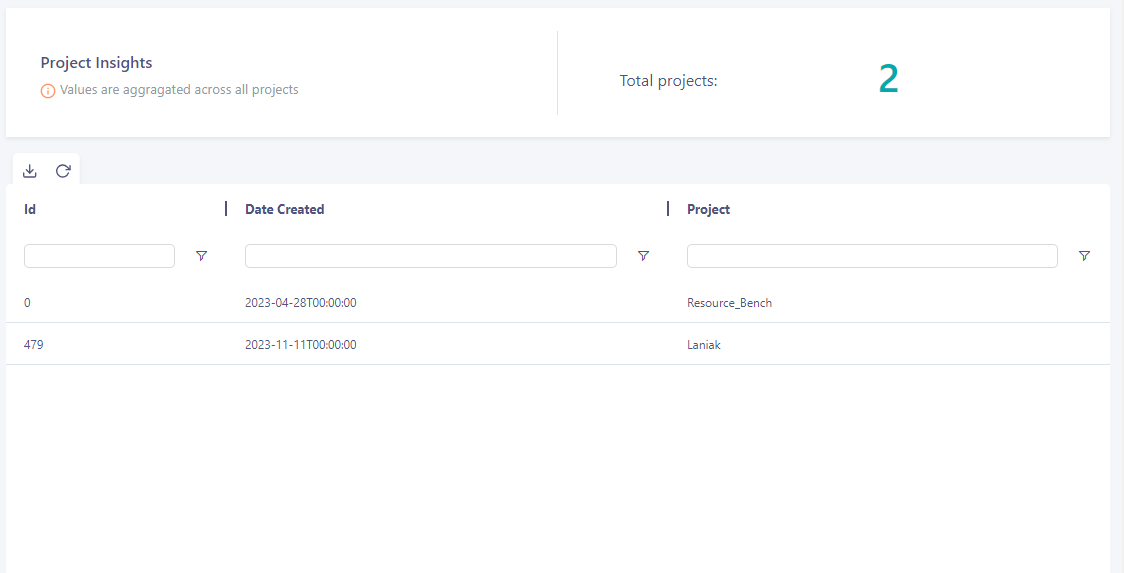 Project Insights
Values are aggragated across all projects
Total projects:
2
Id
Date Created
Project
0
2023-04-28T00:00:00
Resource_Bench
479
2023-11-11T00:00:00
Laniak